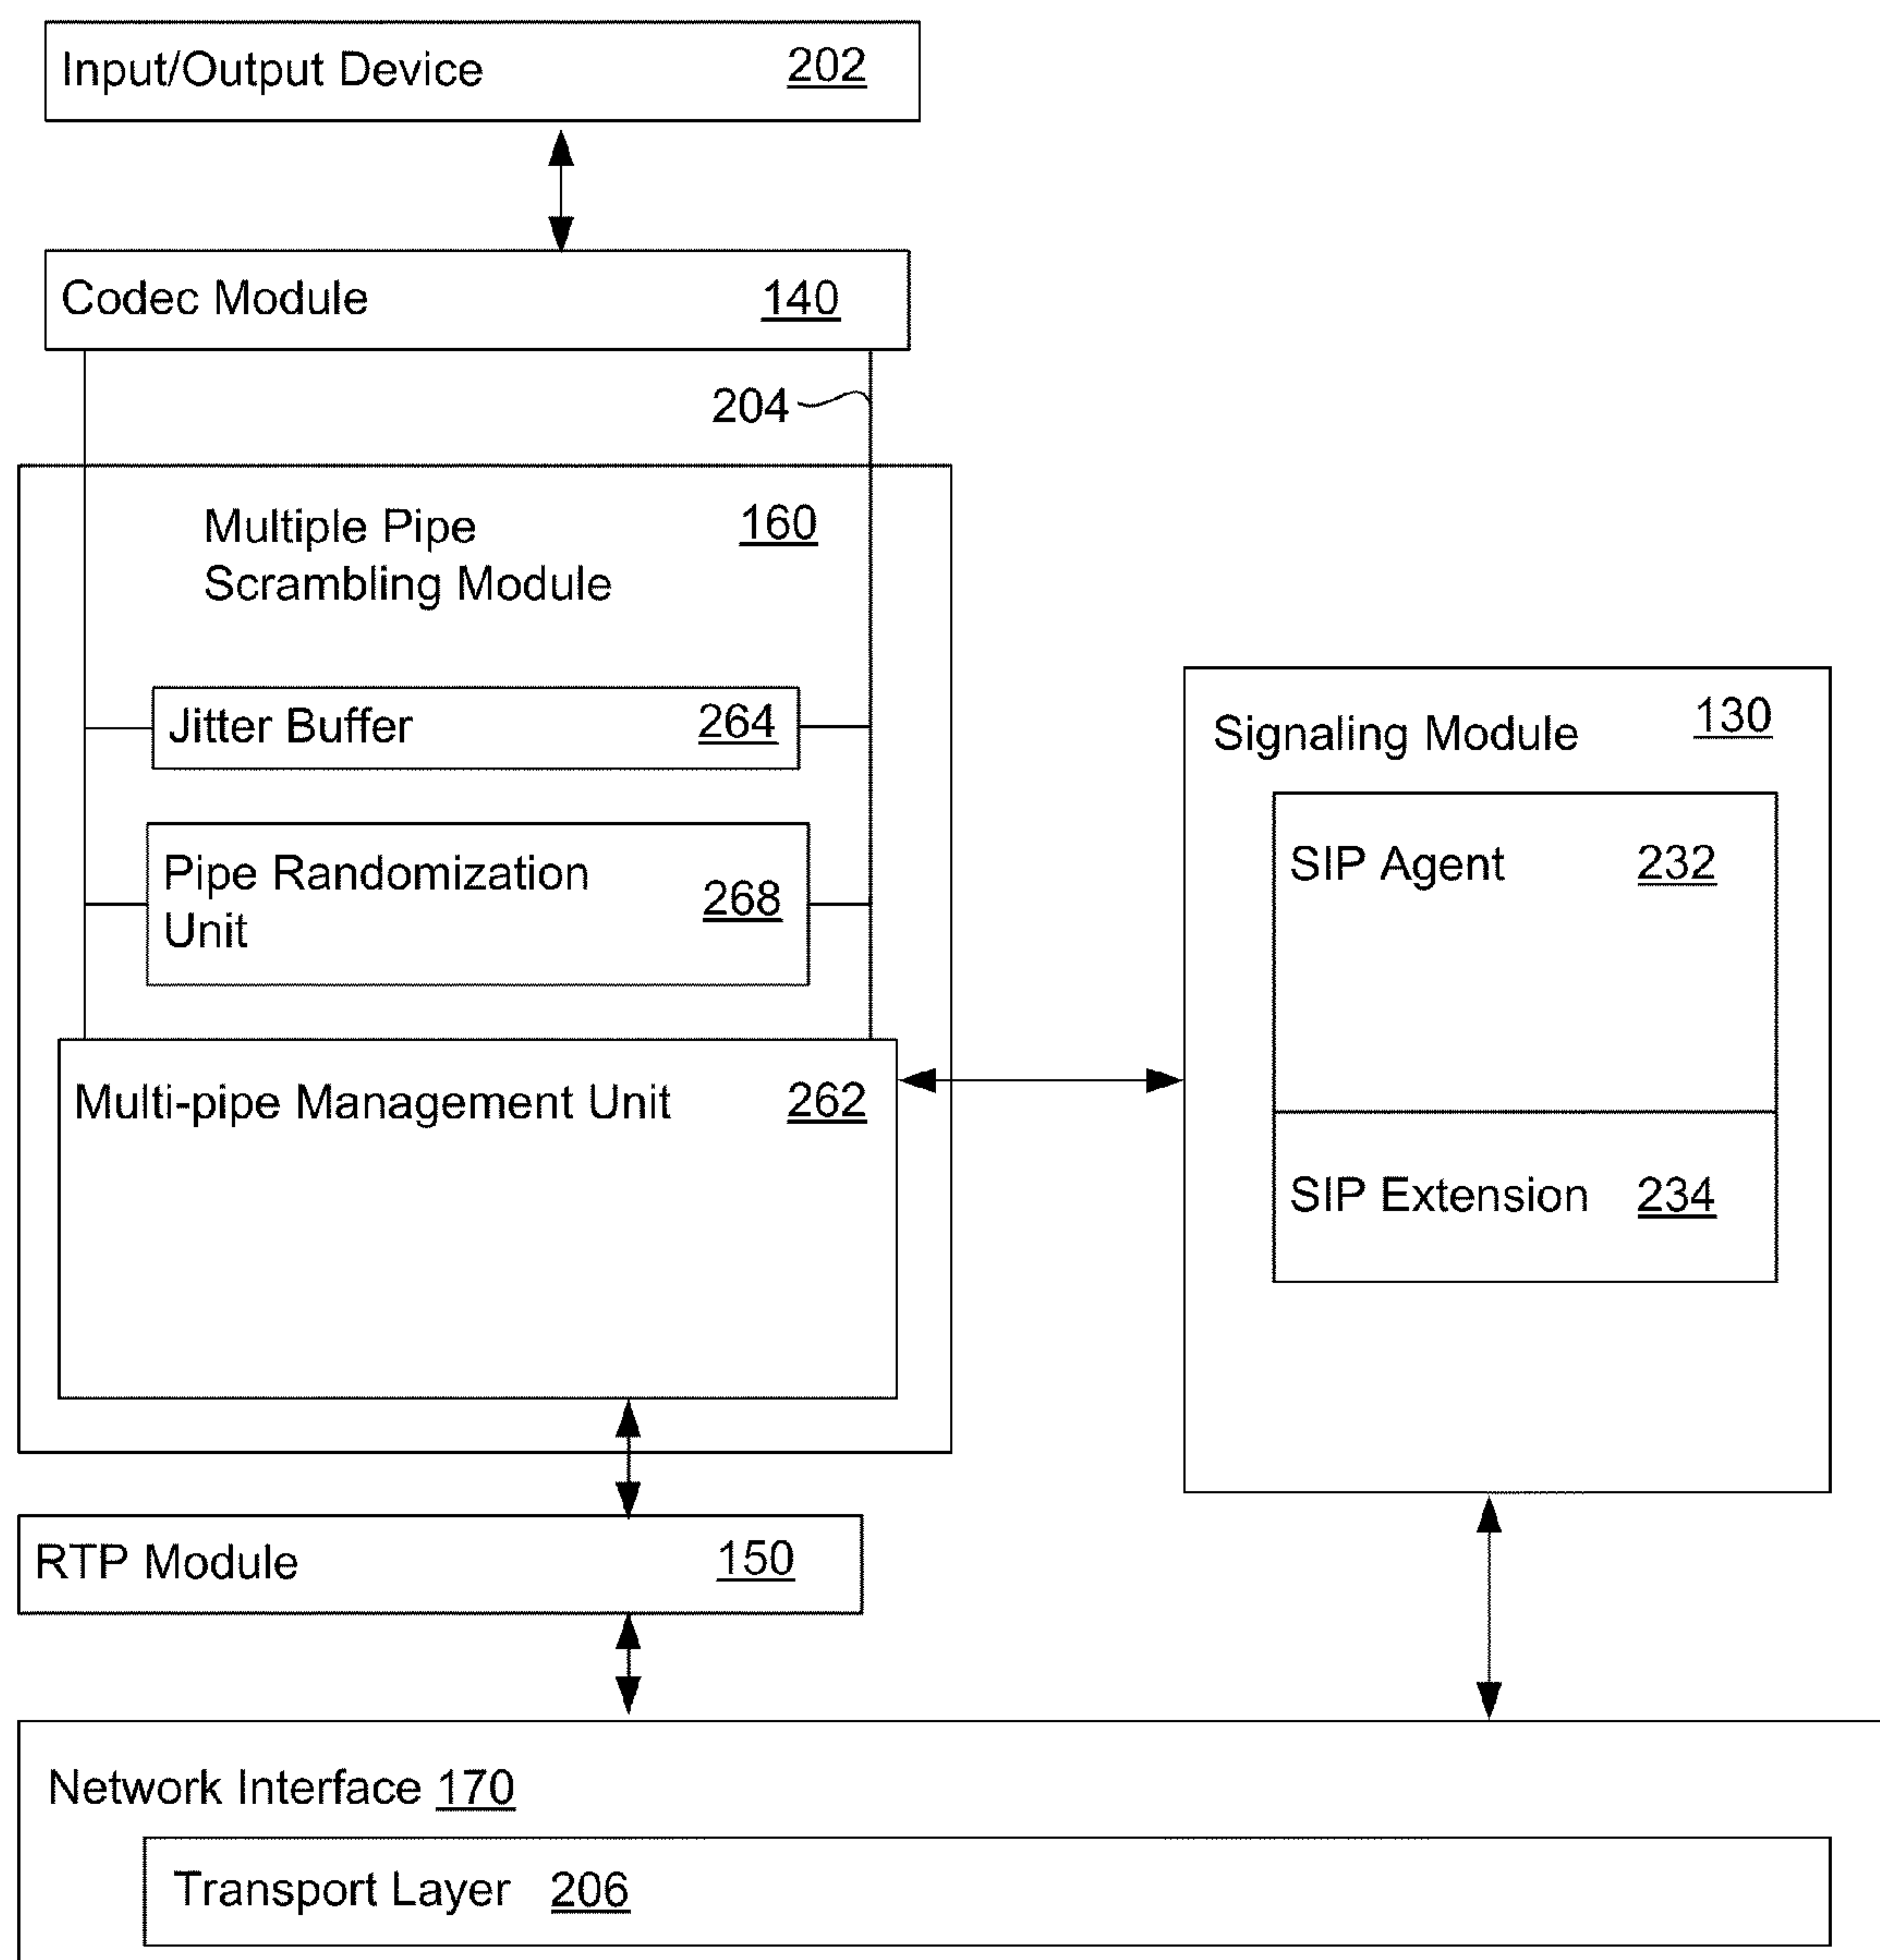 Input/Output Device 202
Codec Module 140
204
Multiple Pipe 160
Scrambling Module
Jitter Buffer 264
Pipe Randomization
Unit 268
Multi-pipe Management Unit 262
Signaling Module 130
SIP Agent 232
SIP Extension 234
RTP Module 150
Network Interface 170
Transport Layer 206